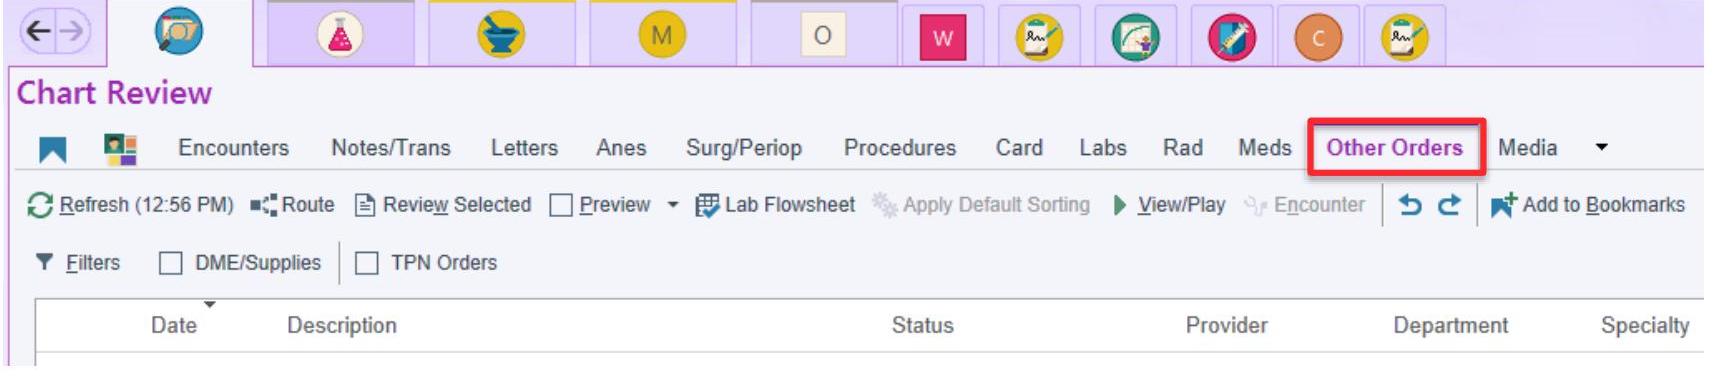 M O W C
Chart Review
Encounters Notes/Trans Letters Anes Surg/Periop Procedures Card Labs Rad Meds Other Orders Media
Refresh (12:56 PM) Route Review Selected Preview Lab Flowsheet Apply Default Sorting View/Play Encounter Add to Bookmarks
Filters DME/Supplies TPN Orders
Date Description Status Provider Department Specialty